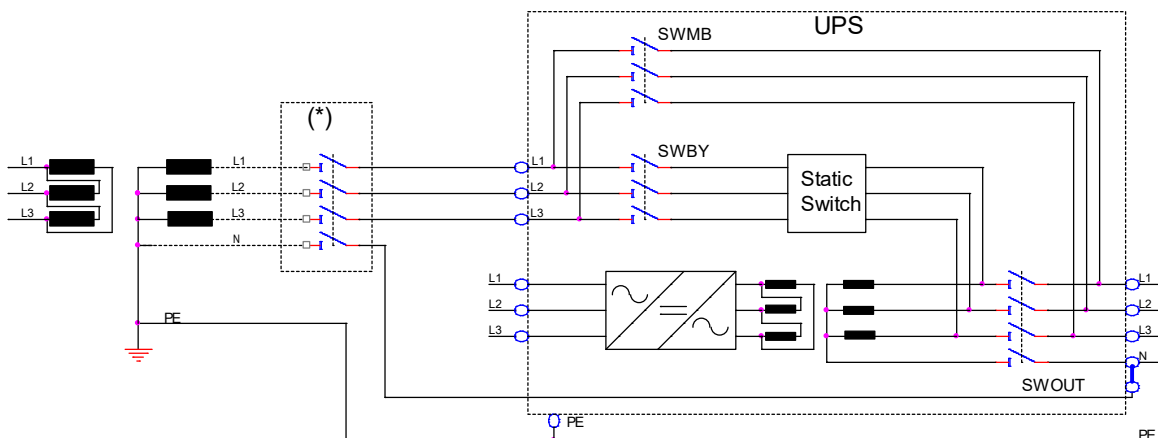 UPS
SWMB
(*)
L1
L1
L1
SWBY
L2
L2
L2
Static
Switch
L3
L3
L3
N
L1
L1
L2
L2
PE
L3
L3
N
SWOUT
PE
PE